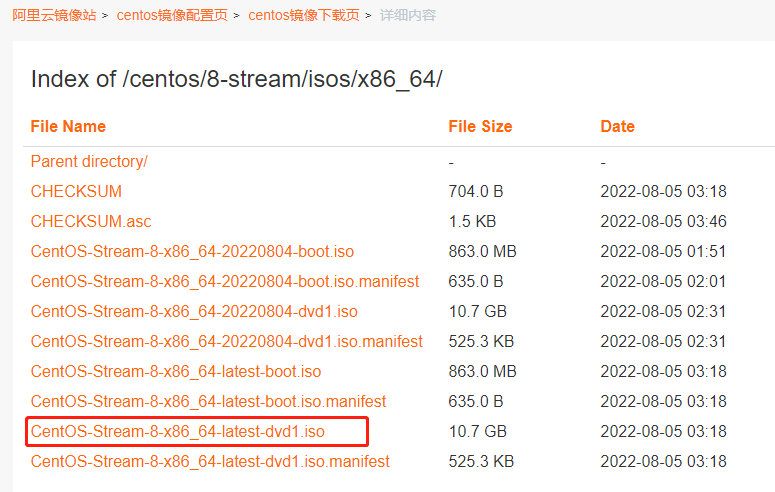 阿里云镜像站 > centos镜像配置页 > centos镜像下载页 > 详细内容
Index of /centos/8-stream/isos/x86_64/
File Name File Size Date
Parent directory/ - -
CHECKSUM 704.0 B 2022-08-05 03:18
CHECKSUM.asc 1.5 KB 2022-08-05 03:46
CentOS-Stream-8-x86_64-20220804-boot.iso 863.0 MB 2022-08-05 01:51
CentOS-Stream-8-x86_64-20220804-boot.iso.manifest 635.0 B 2022-08-05 02:01
CentOS-Stream-8-x86_64-20220804-dvd1.iso 10.7 GB 2022-08-05 02:31
CentOS-Stream-8-x86_64-20220804-dvd1.iso.manifest 525.3 KB 2022-08-05 02:31
CentOS-Stream-8-x86_64-latest-boot.iso 863.0 MB 2022-08-05 03:18
CentOS-Stream-8-x86_64-latest-boot.iso.manifest 635.0 B 2022-08-05 03:18
CentOS-Stream-8-x86_64-latest-dvd1.iso 10.7 GB 2022-08-05 03:18
CentOS-Stream-8-x86_64-latest-dvd1.iso.manifest 525.3 KB 2022-08-05 03:18